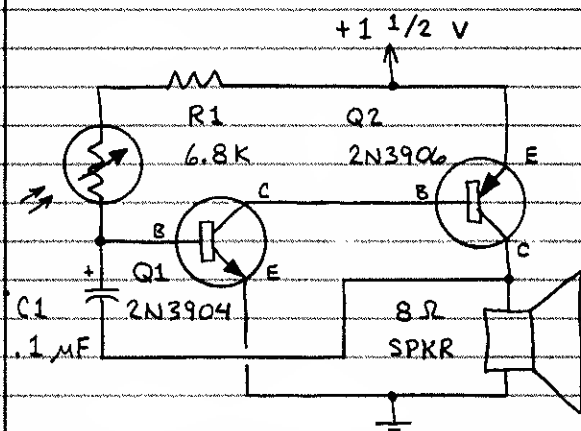 +1 1/2 V
R1
6.8K
Q2
2N3906
E
B
C
C
B
E
Q1
2N3904
+
C1
.1 µF
8 Ω
SPKR